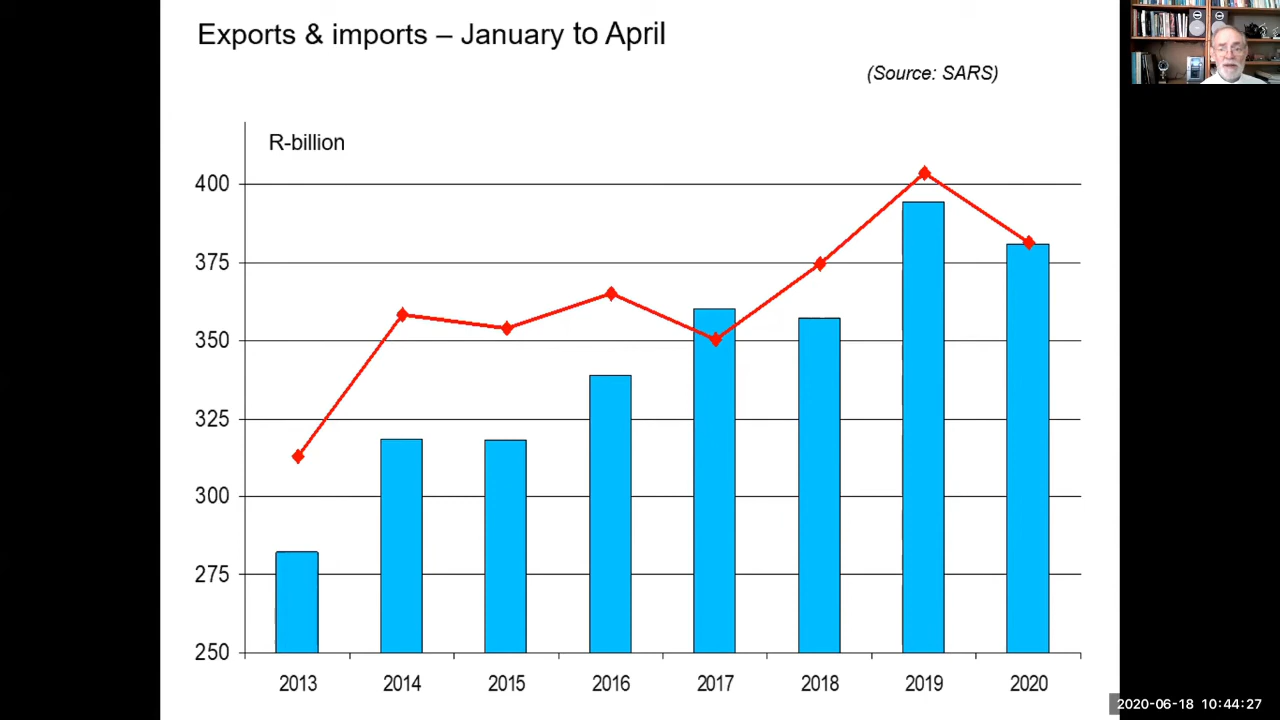 Exports & imports – January to April
(Source: SARS)
R-billion
400
375
350
325
300
275
250
2013 2014 2015 2016 2017 2018 2019 2020
2020-06-18 10:44:27